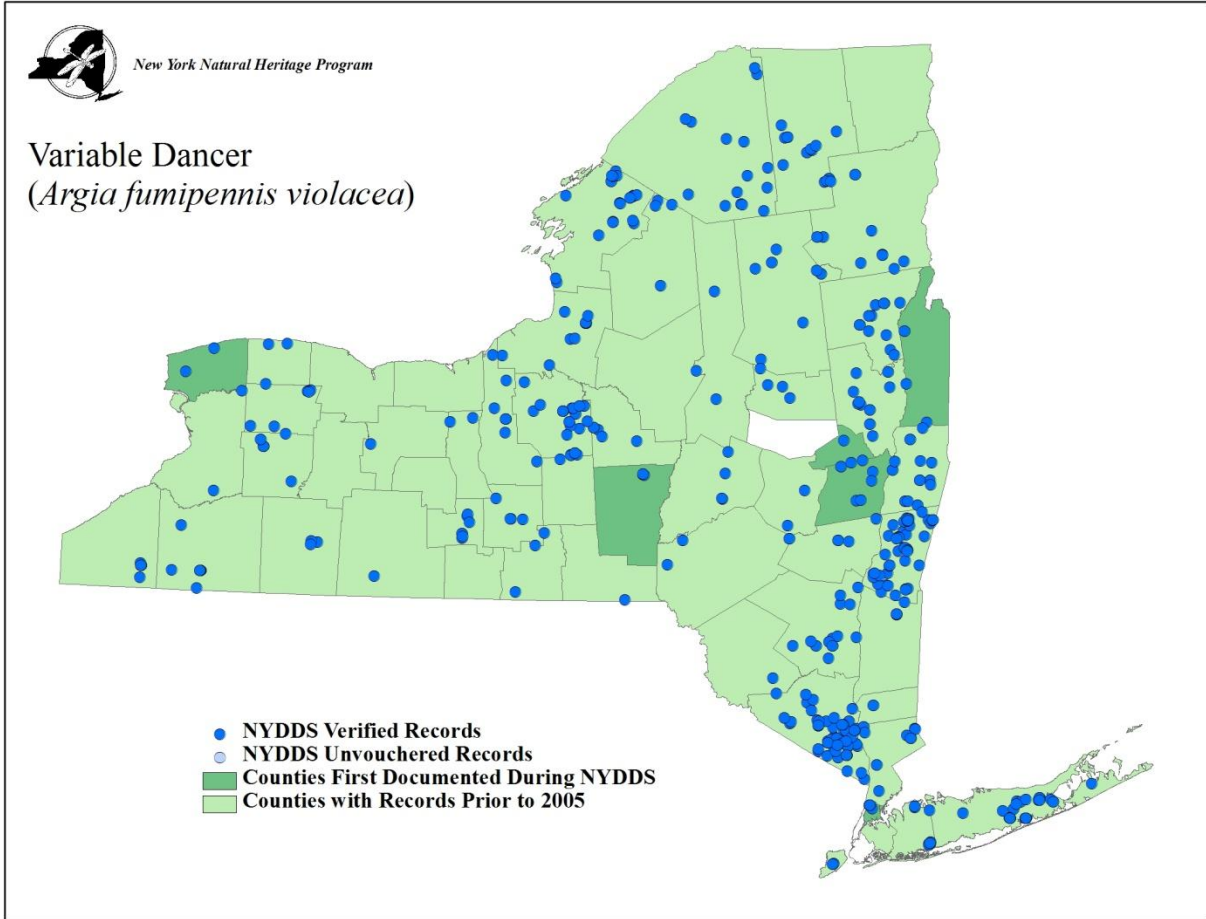 New York Natural Heritage Program
Variable Dancer
(Argia fumipennis violacea)
NYDDS Verified Records
NYDDS Unvouchered Records
Counties First Documented During NYDDS
Counties with Records Prior to 2005